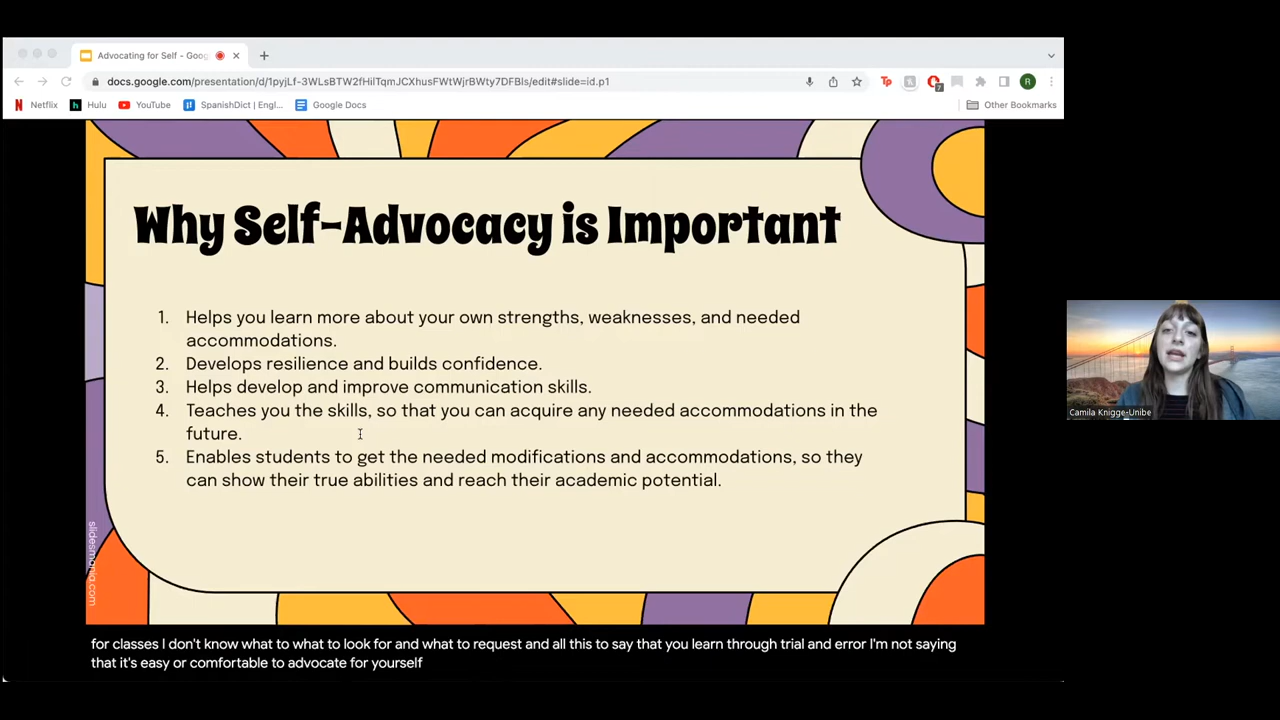 Advocating for Self - Goog
docs.google.com/presentation/d/1pyjLf-3WLsBTW2fHilTqmJCXhusFWtWjrBWty7DFBls/edit#slide=id.p1
Tp
7
R
N Netflix
h Hulu
YouTube
SpanishDict | Engl...
Google Docs
Other Bookmarks
Why Self-Advocacy is Important
1. Helps you learn more about your own strengths, weaknesses, and needed
accommodations.
2. Develops resilience and builds confidence.
3. Helps develop and improve communication skills.
4. Teaches you the skills, so that you can acquire any needed accommodations in the
future.
5. Enables students to get the needed modifications and accommodations, so they
can show their true abilities and reach their academic potential.
slidesmania.com
Camila Knigge-Unibe
for classes I don't know what to what to look for and what to request and all this to say that you learn through trial and error I'm not saying
that it's easy or comfortable to advocate for yourself